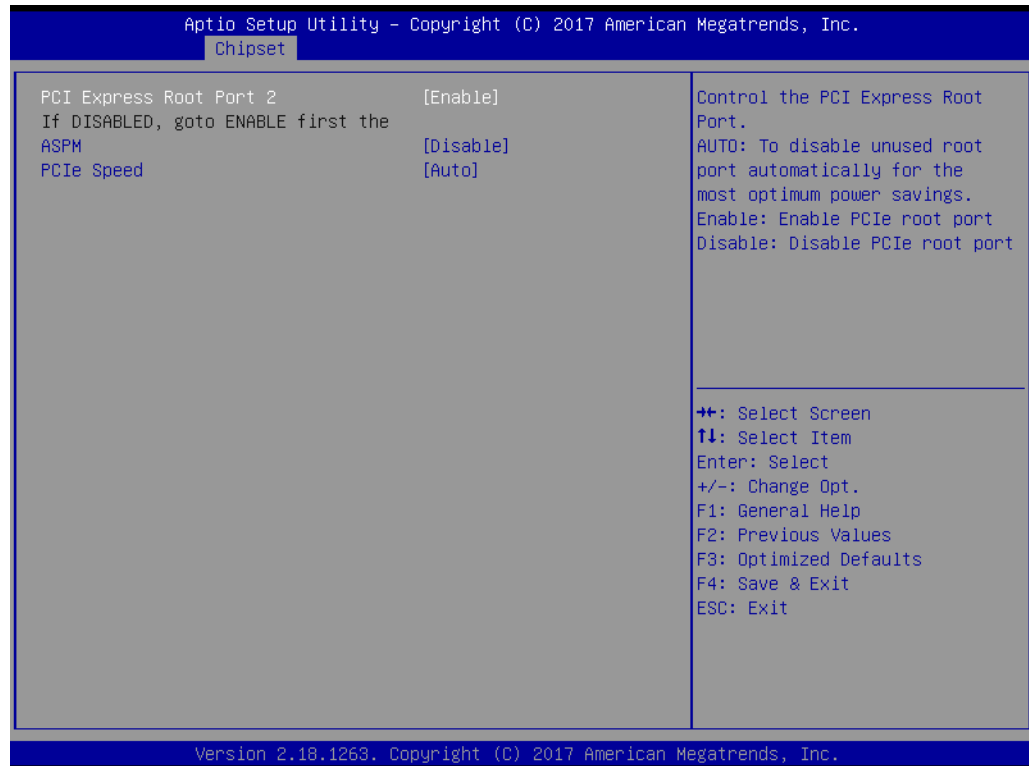 Aptio Setup Utility – Copyright (C) 2017 American Megatrends, Inc.
Chipset
PCI Express Root Port 2 [Enable]
If DISABLED, goto ENABLE first the
ASPM [Disable]
PCIe Speed [Auto]
Control the PCI Express Root
Port.
AUTO: To disable unused root
port automatically for the
most optimum power savings.
Enable: Enable PCIe root port
Disable: Disable PCIe root port
→←: Select Screen
↑↓: Select Item
Enter: Select
+/-: Change Opt.
F1: General Help
F2: Previous Values
F3: Optimized Defaults
F4: Save & Exit
ESC: Exit
Version 2.18.1263. Copyright (C) 2017 American Megatrends, Inc.